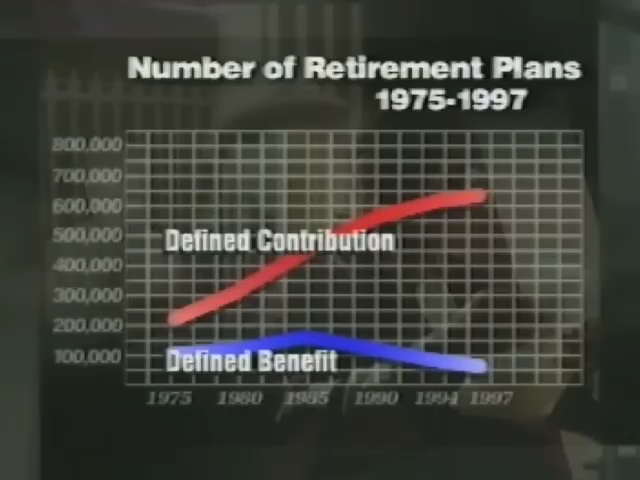 Number of Retirement Plans
1975-1997
800,000
700,000
600,000
500,000
400,000
300,000
200,000
100,000
Defined Contribution
Defined Benefit
1975 1980 1985 1990 1994 1997